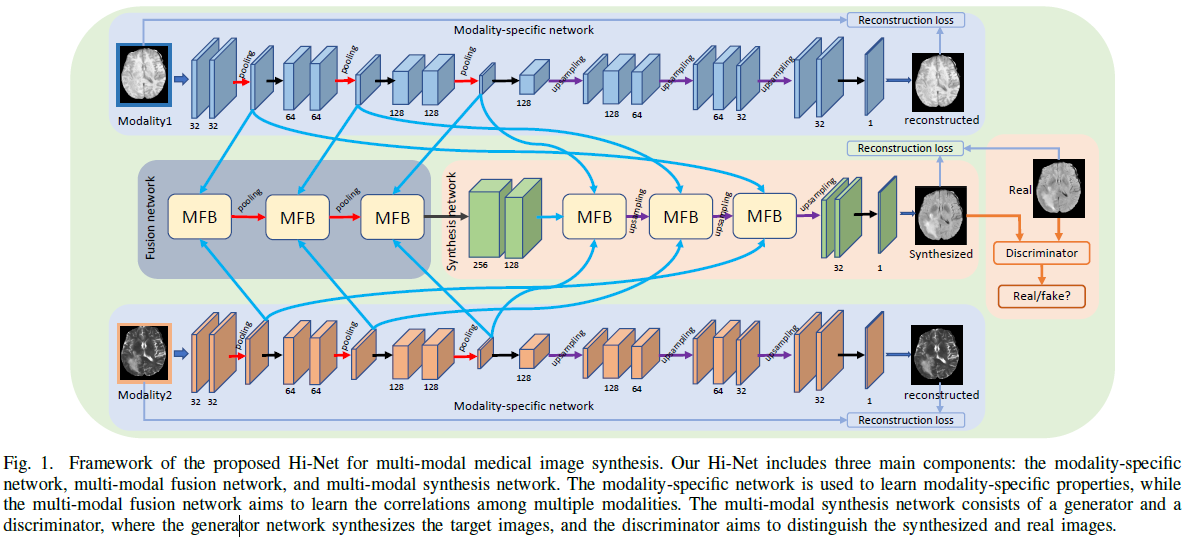 Reconstruction loss
Modality-specific network
pooling
pooling
pooling
upsampling
upsampling
upsampling
Modality1
32 32
64 64
128 128
128
128 64
64 32
32
1
reconstructed
Reconstruction loss
Fusion network
MFB
pooling
MFB
pooling
MFB
Synthesis network
256 128
MFB
upsampling
MFB
upsampling
MFB
upsampling
32
1
Synthesized
Real
Discriminator
Real/fake?
pooling
pooling
pooling
upsampling
upsampling
upsampling
Modality2
32 32
64 64
128 128
128
128 64
64 32
32
1
reconstructed
Modality-specific network
Reconstruction loss
Fig. 1. Framework of the proposed Hi-Net for multi-modal medical image synthesis. Our Hi-Net includes three main components: the modality-specific
network, multi-modal fusion network, and multi-modal synthesis network. The modality-specific network is used to learn modality-specific properties, while
the multi-modal fusion network aims to learn the correlations among multiple modalities. The multi-modal synthesis network consists of a generator and a
discriminator, where the generator network synthesizes the target images, and the discriminator aims to distinguish the synthesized and real images.